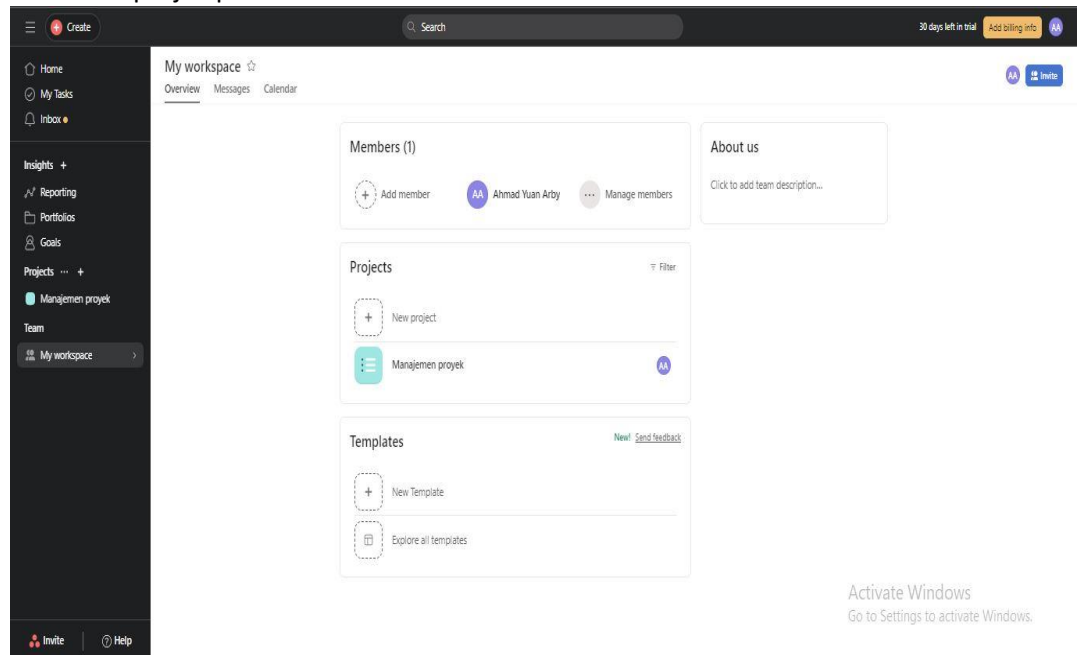 Create
Search
30 days left in trial
Add billing info
AA
Home
My Tasks
Inbox
Insights +
Reporting
Portfolios
Goals
Projects ... +
Manajemen proyek
Team
My workspace
Invite
Help
My workspace
Overview Messages Calendar
AA
Invite
Members (1)
Add member
AA Ahmad Yuan Arby
Manage members
About us
Click to add team description...
Projects
Filter
New project
Manajemen proyek
AA
Templates
New! Send feedback
New Template
Explore all templates
Activate Windows
Go to Settings to activate Windows.